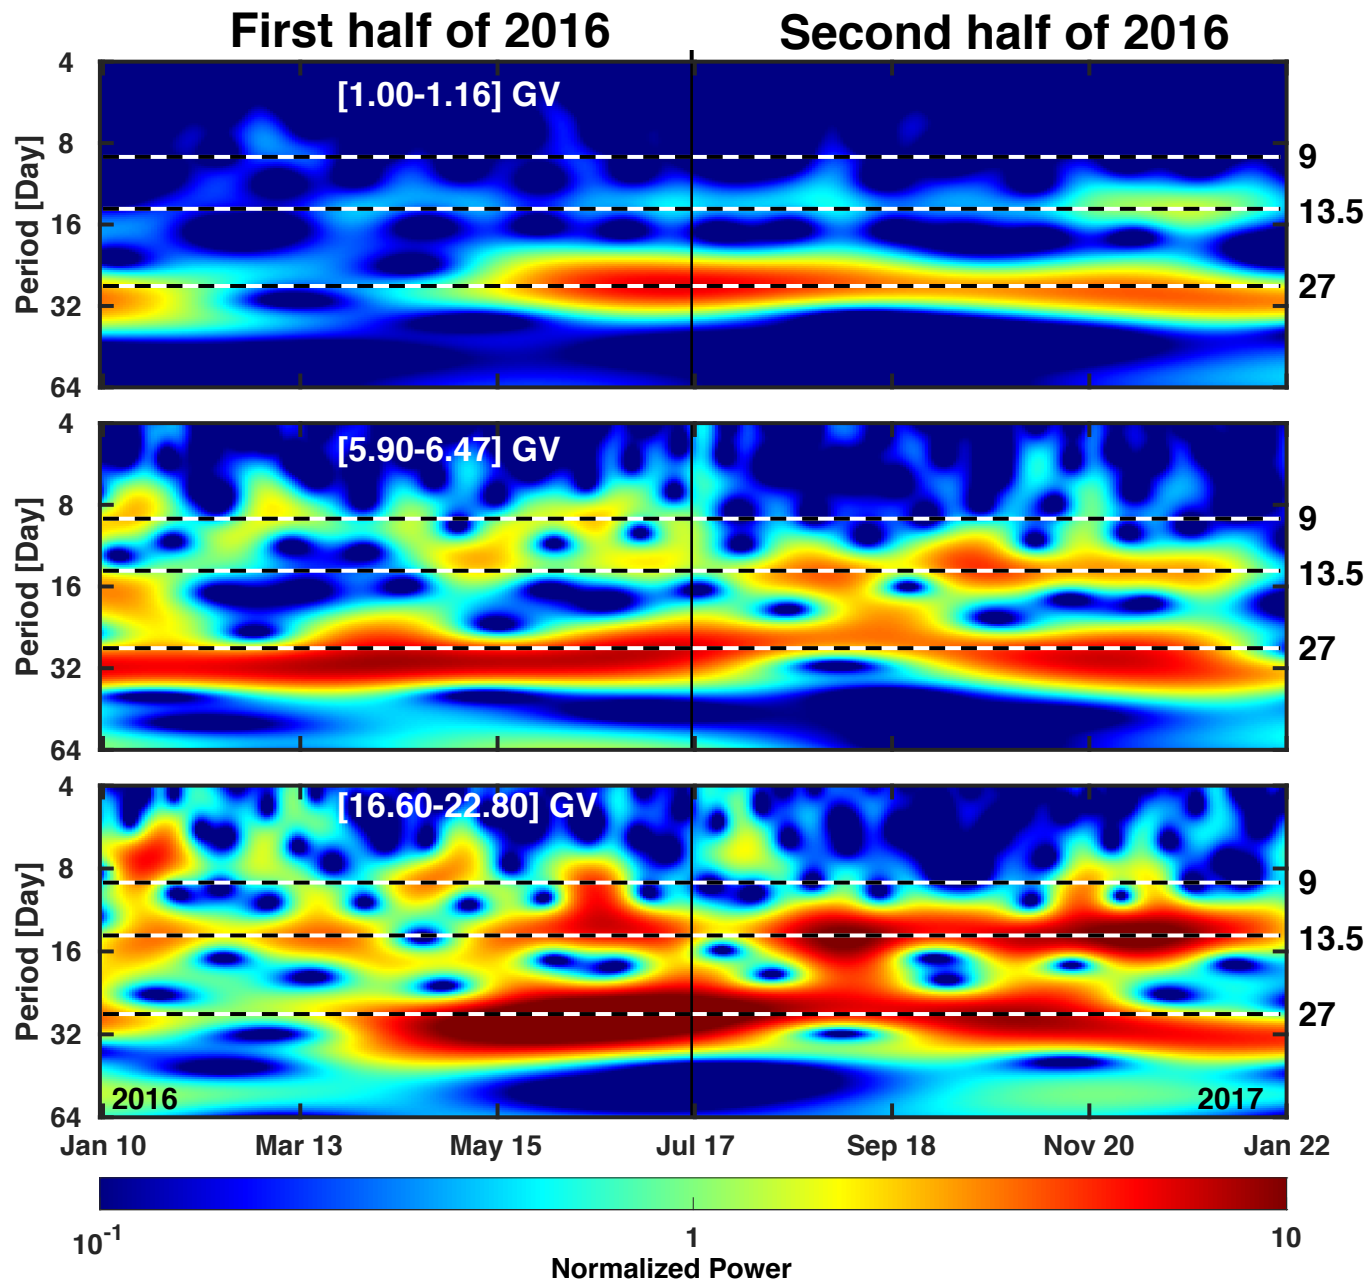 First half of 2016 Second half of 2016
4
[1.00-1.16] GV
8
9
13.5
16
27
32
64
Period [Day]
4
[5.90-6.47] GV
8
9
13.5
16
27
32
64
Period [Day]
4
[16.60-22.80] GV
8
9
13.5
16
27
32
64
Period [Day]
2016 2017
Jan 10 Mar 13 May 15 Jul 17 Sep 18 Nov 20 Jan 22
10-1 1 10
Normalized Power